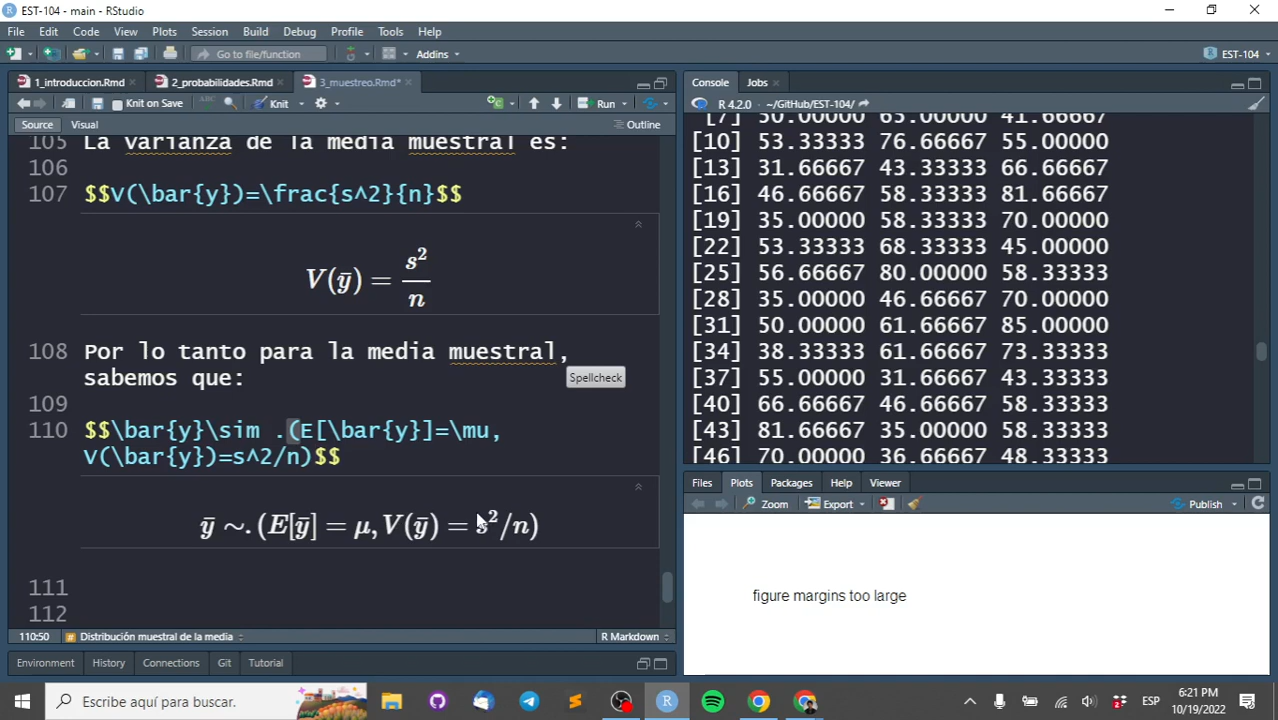 EST-104 - main - RStudio
File Edit Code View Plots Session Build Debug Profile Tools Help
Go to file/function Addins EST-104
1_introduccion.Rmd 2_probabilidades.Rmd 3_muestreo.Rmd*
Knit on Save ABC Knit Run
Source Visual Outline
105 La varianza de la media muestral es:
106
107 $$V(\bar{y})=\frac{s^2}{n}$$
V(ȳ) = s²/n
108 Por lo tanto para la media muestral,
sabemos que:
Spellcheck
109
110 $$\bar{y}\sim .(E[\bar{y}]=\mu,
V(\bar{y})=s^2/n)$$
ȳ ∼. (E[ȳ] = μ, V(ȳ) = s²/n)
111
112
110:50 # Distribución muestral de la media R Markdown
Environment History Connections Git Tutorial
Console Jobs
R 4.2.0 · ~/GitHub/EST-104/
[7] 50.00000 65.00000 41.66667
[10] 53.33333 76.66667 55.00000
[13] 31.66667 43.33333 66.66667
[16] 46.66667 58.33333 81.66667
[19] 35.00000 58.33333 70.00000
[22] 53.33333 68.33333 45.00000
[25] 56.66667 80.00000 58.33333
[28] 35.00000 46.66667 70.00000
[31] 50.00000 61.66667 85.00000
[34] 38.33333 61.66667 73.33333
[37] 55.00000 31.66667 43.33333
[40] 66.66667 46.66667 58.33333
[43] 81.66667 35.00000 58.33333
[46] 70.00000 36.66667 48.33333
Files Plots Packages Help Viewer
Zoom Export Publish
figure margins too large
Escribe aquí para buscar.
ESP
6:21 PM
10/19/2022